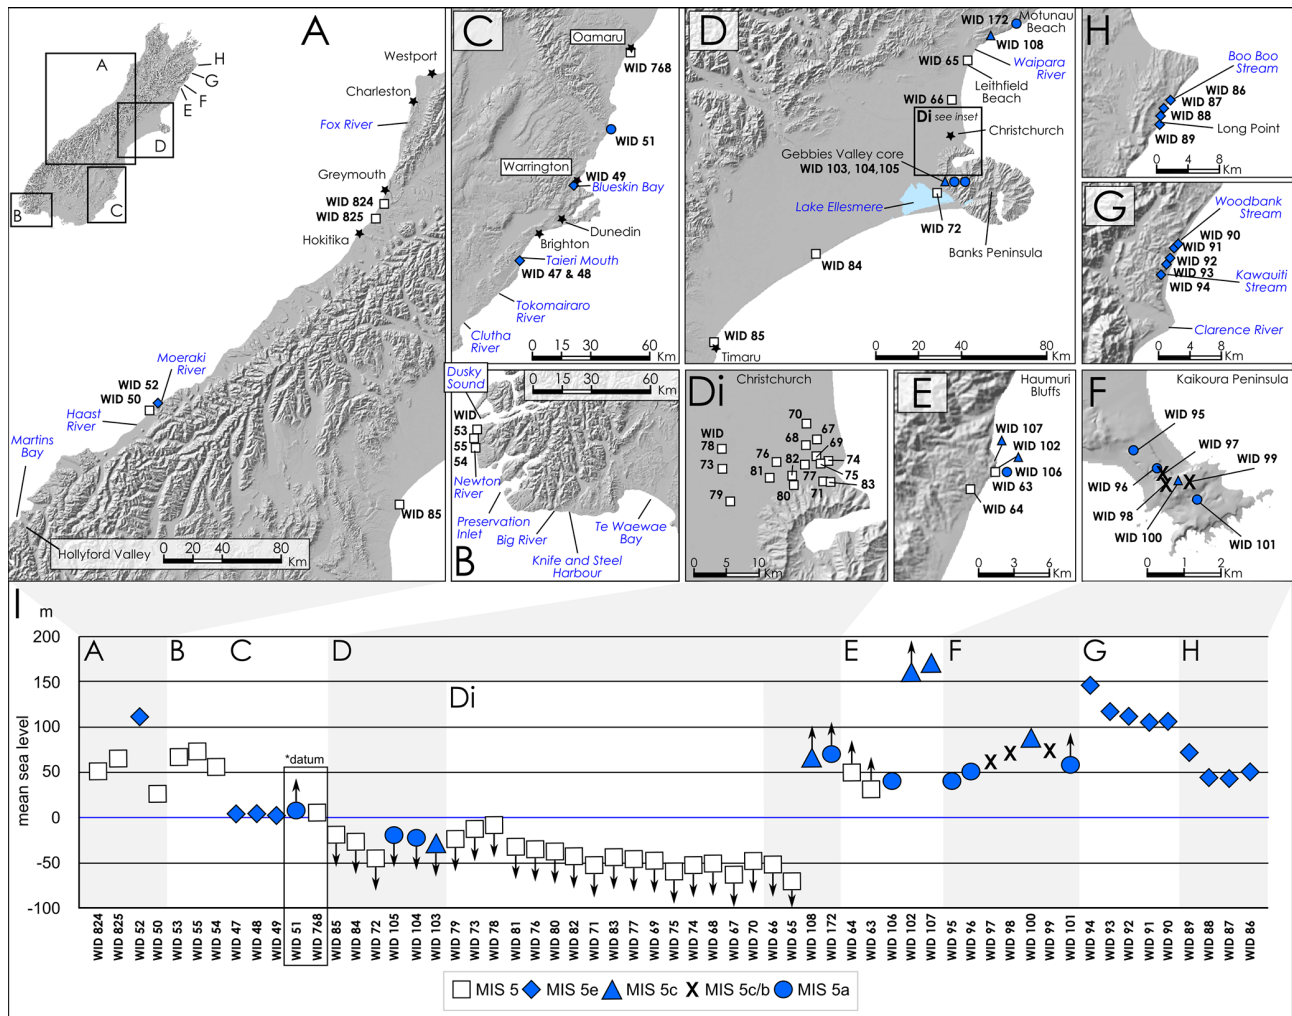 A
H
G
F
E
D
B
C
A
Westport
Charleston
Fox River
Greymouth
WID 824
WID 825
Hokitika
Moeraki
River
WID 52
WID 50
Haast
River
Martins
Bay
WID 85
Hollyford Valley
0 40 80
Km
C
Oamaru
WID 768
WID 51
Warrington
WID 49
Blueskin Bay
Dunedin
Brighton
Taieri Mouth
WID 47 & 48
Tokomairaro
River
Clutha
River
0 30 60
Km
Dusky
Sound
0 15 30 60
Km
WID
53
55
54
Newton
River
Preservation
Inlet
Big River
Te Waewae
Bay
Knife and Steel
Harbour
B
D
WID 172
Motunau
Beach
WID 108
Waipara
River
WID 65
Leithfield
Beach
WID 66
Di see inset
Christchurch
Gebbies Valley core
WID 103, 104,105
Lake Ellesmere
WID 72
Banks Peninsula
WID 84
WID 85
Timaru
0 20 40 80
Km
Di
Christchurch
70
67
WID
78
68
69
76
82
74
73
81
77
75
80
71
83
79
0 5 10
Km
E
Haumuri
Bluffs
WID 107
WID 102
WID 106
WID 63
WID 64
0 3 6
Km
H
Boo Boo
Stream
WID 86
WID 87
WID 88
Long Point
WID 89
0 4 8
Km
G
Woodbank
Stream
WID 90
WID 91
WID 92
WID 93
Kawauiti
Stream
WID 94
Clarence River
0 4 8
Km
F
Kaikoura Peninsula
WID 95
WID 97
WID 99
WID 96
WID 98
WID 100
WID 101
0 1 2
Km
I
m
mean sea level
200
150
100
50
0
-50
-100
A
B
C
D
Di
E
F
G
H
*datum
WID 824
WID 825
WID 52
WID 50
WID 53
WID 55
WID 54
WID 47
WID 48
WID 49
WID 51
WID 768
WID 85
WID 84
WID 72
WID 105
WID 104
WID 103
WID 79
WID 73
WID 78
WID 81
WID 76
WID 80
WID 82
WID 71
WID 83
WID 77
WID 69
WID 75
WID 74
WID 68
WID 67
WID 70
WID 66
WID 65
WID 108
WID 172
WID 64
WID 63
WID 106
WID 102
WID 107
WID 95
WID 96
WID 97
WID 98
WID 100
WID 99
WID 101
WID 94
WID 93
WID 92
WID 91
WID 90
WID 89
WID 88
WID 87
WID 86
MIS 5 MIS 5e MIS 5c X MIS 5c/b MIS 5a